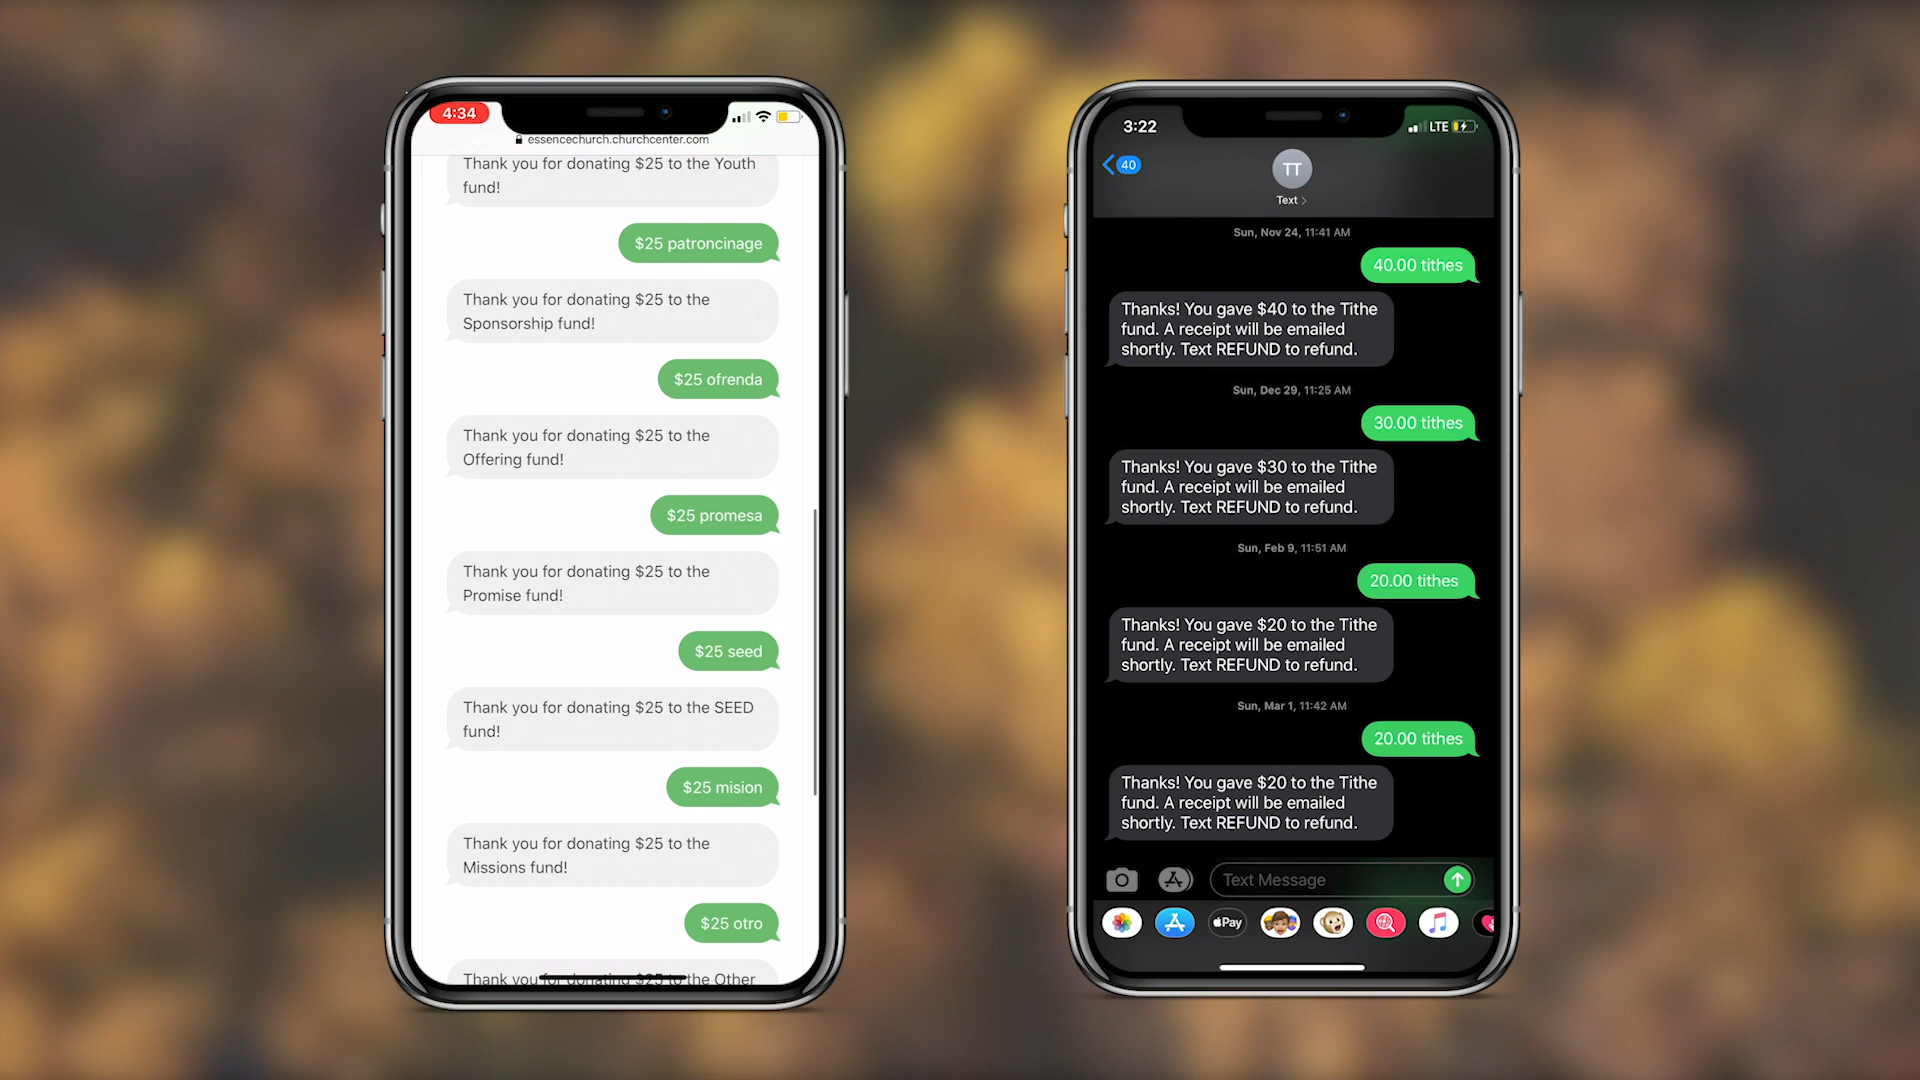 4:34
essencechurch.churchcenter.com
Thank you for donating $25 to the Youth
fund!
$25 patroncinage
Thank you for donating $25 to the
Sponsorship fund!
$25 ofrenda
Thank you for donating $25 to the
Offering fund!
$25 promesa
Thank you for donating $25 to the
Promise fund!
$25 seed
Thank you for donating $25 to the SEED
fund!
$25 mision
Thank you for donating $25 to the
Missions fund!
$25 otro
Thank you for donating $25 to the Other
3:22
LTE
40
TT
Text
Sun, Nov 24, 11:41 AM
40.00 tithes
Thanks! You gave $40 to the Tithe
fund. A receipt will be emailed
shortly. Text REFUND to refund.
Sun, Dec 29, 11:25 AM
30.00 tithes
Thanks! You gave $30 to the Tithe
fund. A receipt will be emailed
shortly. Text REFUND to refund.
Sun, Feb 9, 11:51 AM
20.00 tithes
Thanks! You gave $20 to the Tithe
fund. A receipt will be emailed
shortly. Text REFUND to refund.
Sun, Mar 1, 11:42 AM
20.00 tithes
Thanks! You gave $20 to the Tithe
fund. A receipt will be emailed
shortly. Text REFUND to refund.
Text Message
Pay